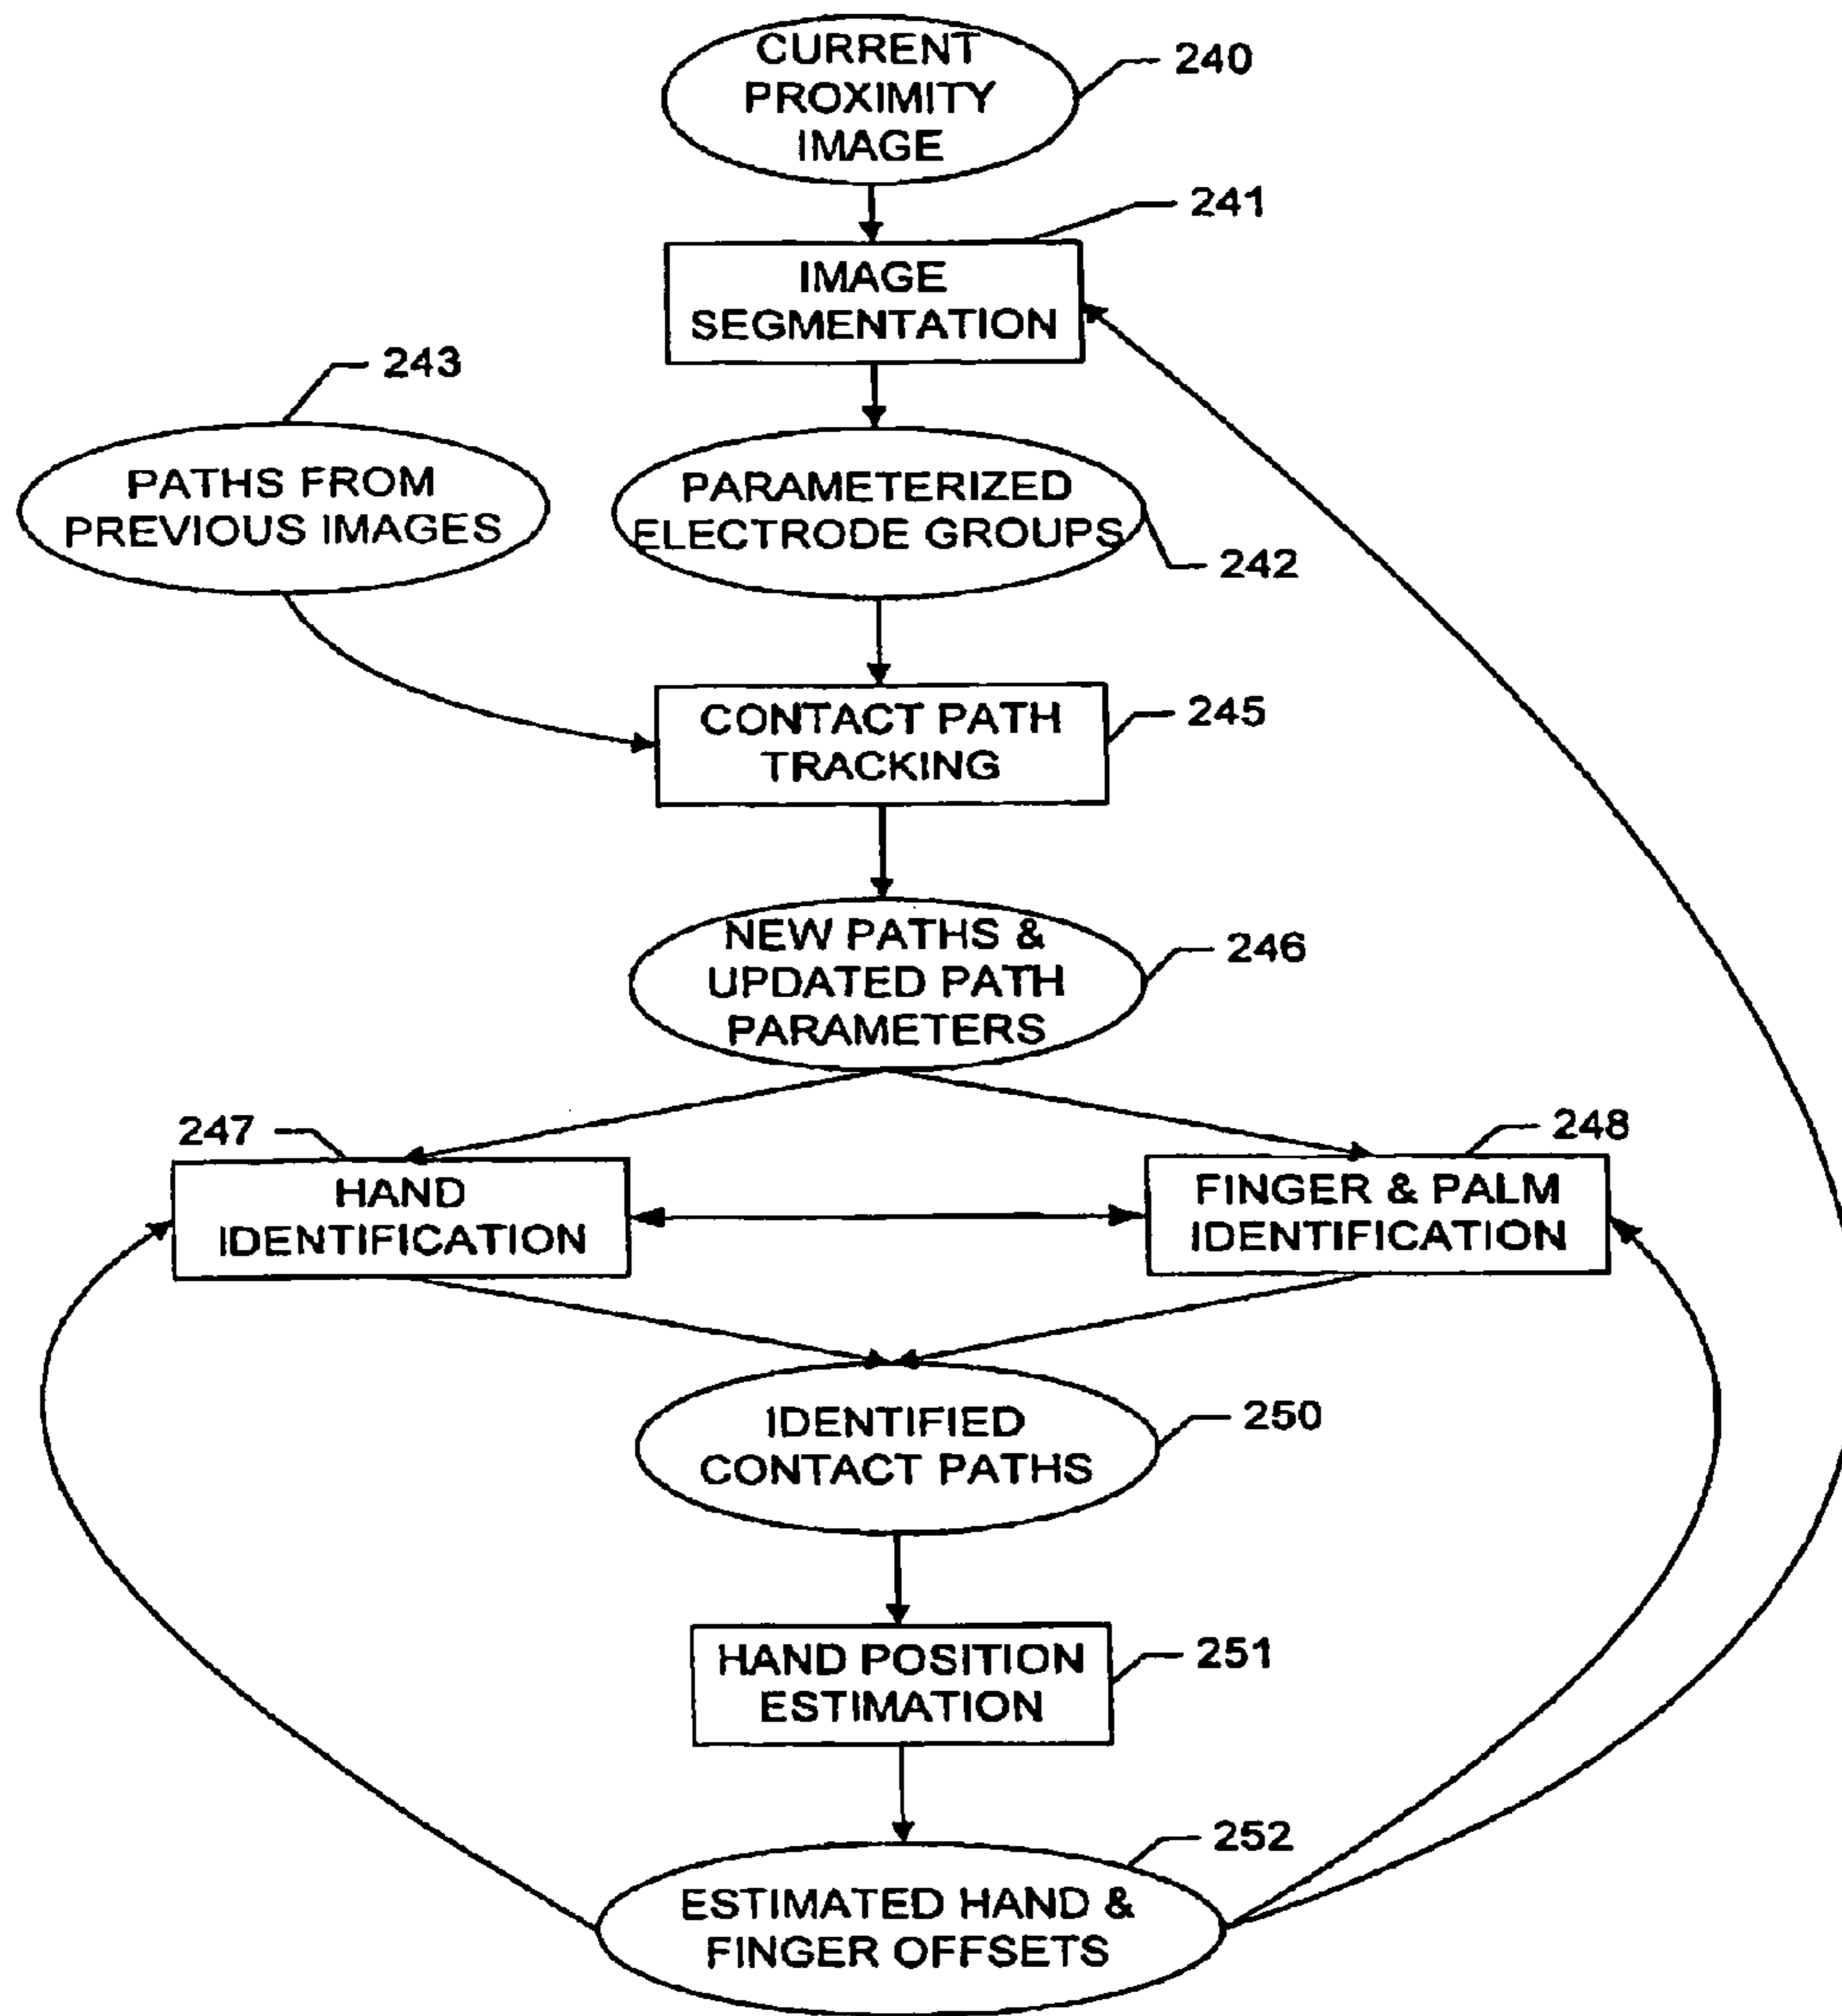 CURRENT
PROXIMITY
IMAGE
240
241
IMAGE
SEGMENTATION
243
PATHS FROM
PREVIOUS IMAGES
PARAMETERIZED
ELECTRODE GROUPS
242
CONTACT PATH
TRACKING
245
NEW PATHS &
UPDATED PATH
PARAMETERS
246
247
HAND
IDENTIFICATION
248
FINGER & PALM
IDENTIFICATION
IDENTIFIED
CONTACT PATHS
250
HAND POSITION
ESTIMATION
251
252
ESTIMATED HAND &
FINGER OFFSETS